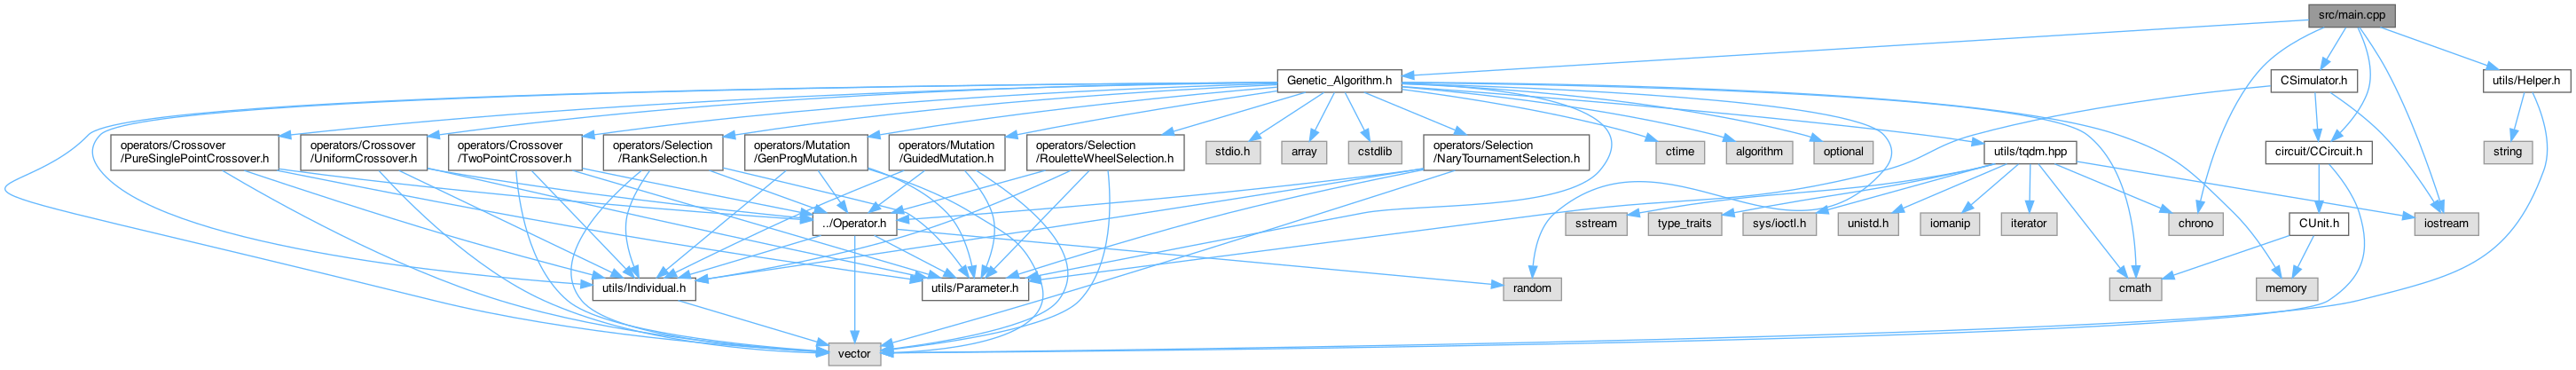 src/main.cpp
Genetic_Algorithm.h
CSimulator.h
utils/Helper.h
operators/Crossover
/PureSinglePointCrossover.h
operators/Crossover
/UniformCrossover.h
operators/Crossover
/TwoPointCrossover.h
operators/Selection
/RankSelection.h
operators/Mutation
/GenProgMutation.h
operators/Mutation
/GuidedMutation.h
operators/Selection
/RouletteWheelSelection.h
stdio.h
array
cstdlib
operators/Selection
/NaryTournamentSelection.h
ctime
algorithm
optional
utils/tqdm.hpp
circuit/CCircuit.h
string
../Operator.h
sstream
type_traits
sys/ioctl.h
unistd.h
iomanip
iterator
chrono
CUnit.h
iostream
utils/Individual.h
utils/Parameter.h
random
cmath
memory
vector